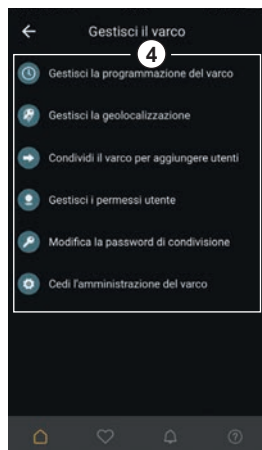 Gestisci il varco
4
Gestisci la programmazione del varco
Gestisci la geolocalizzazione
Condividi il varco per aggiungere utenti
Gestisci i permessi utente
Modifica la password di condivisione
Cedi l'amministrazione del varco